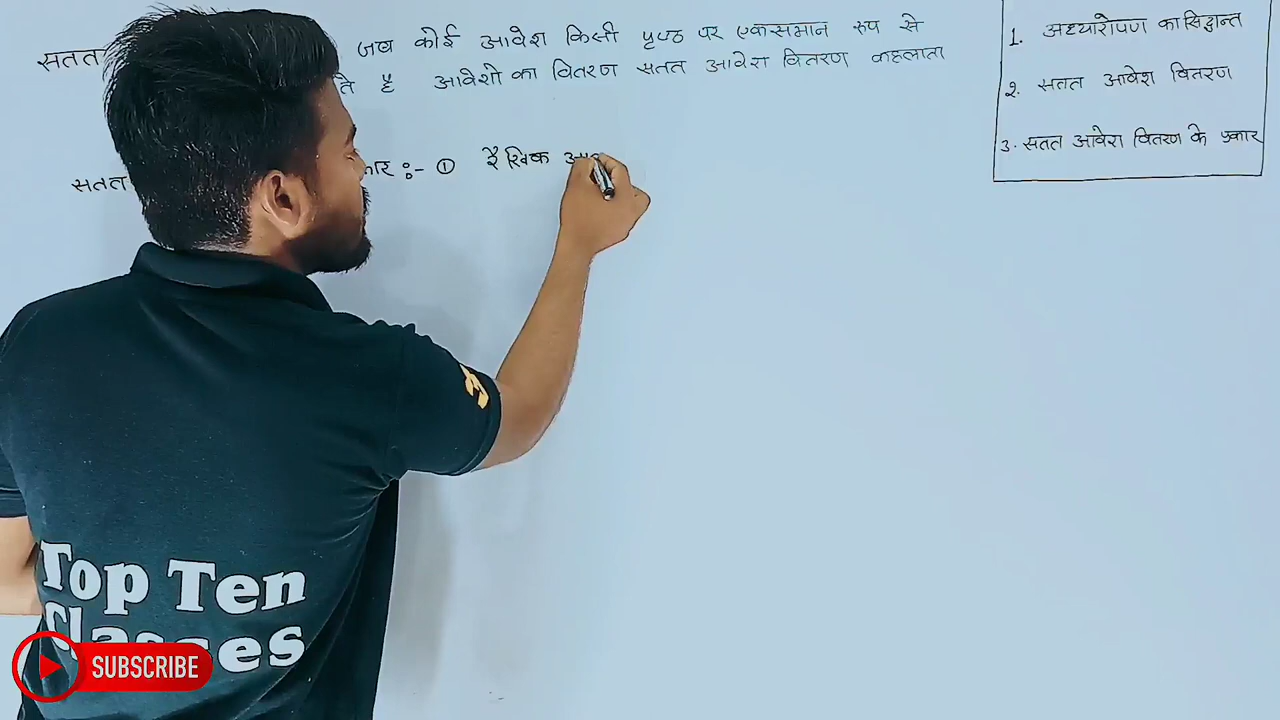 सतत जब कोई आवेश किसी पृष्ठ पर एकसमान रूप से
ते है आवेशो का वितरण सतत आवेश वितरण कहलाता
सतत कार :- ① रैखिक आव
1. अध्यारोपण का सिद्धान्त
2. सतत आवेश वितरण
3. सतत आवेश वितरण के प्रकार
Top Ten
Classes
SUBSCRIBE